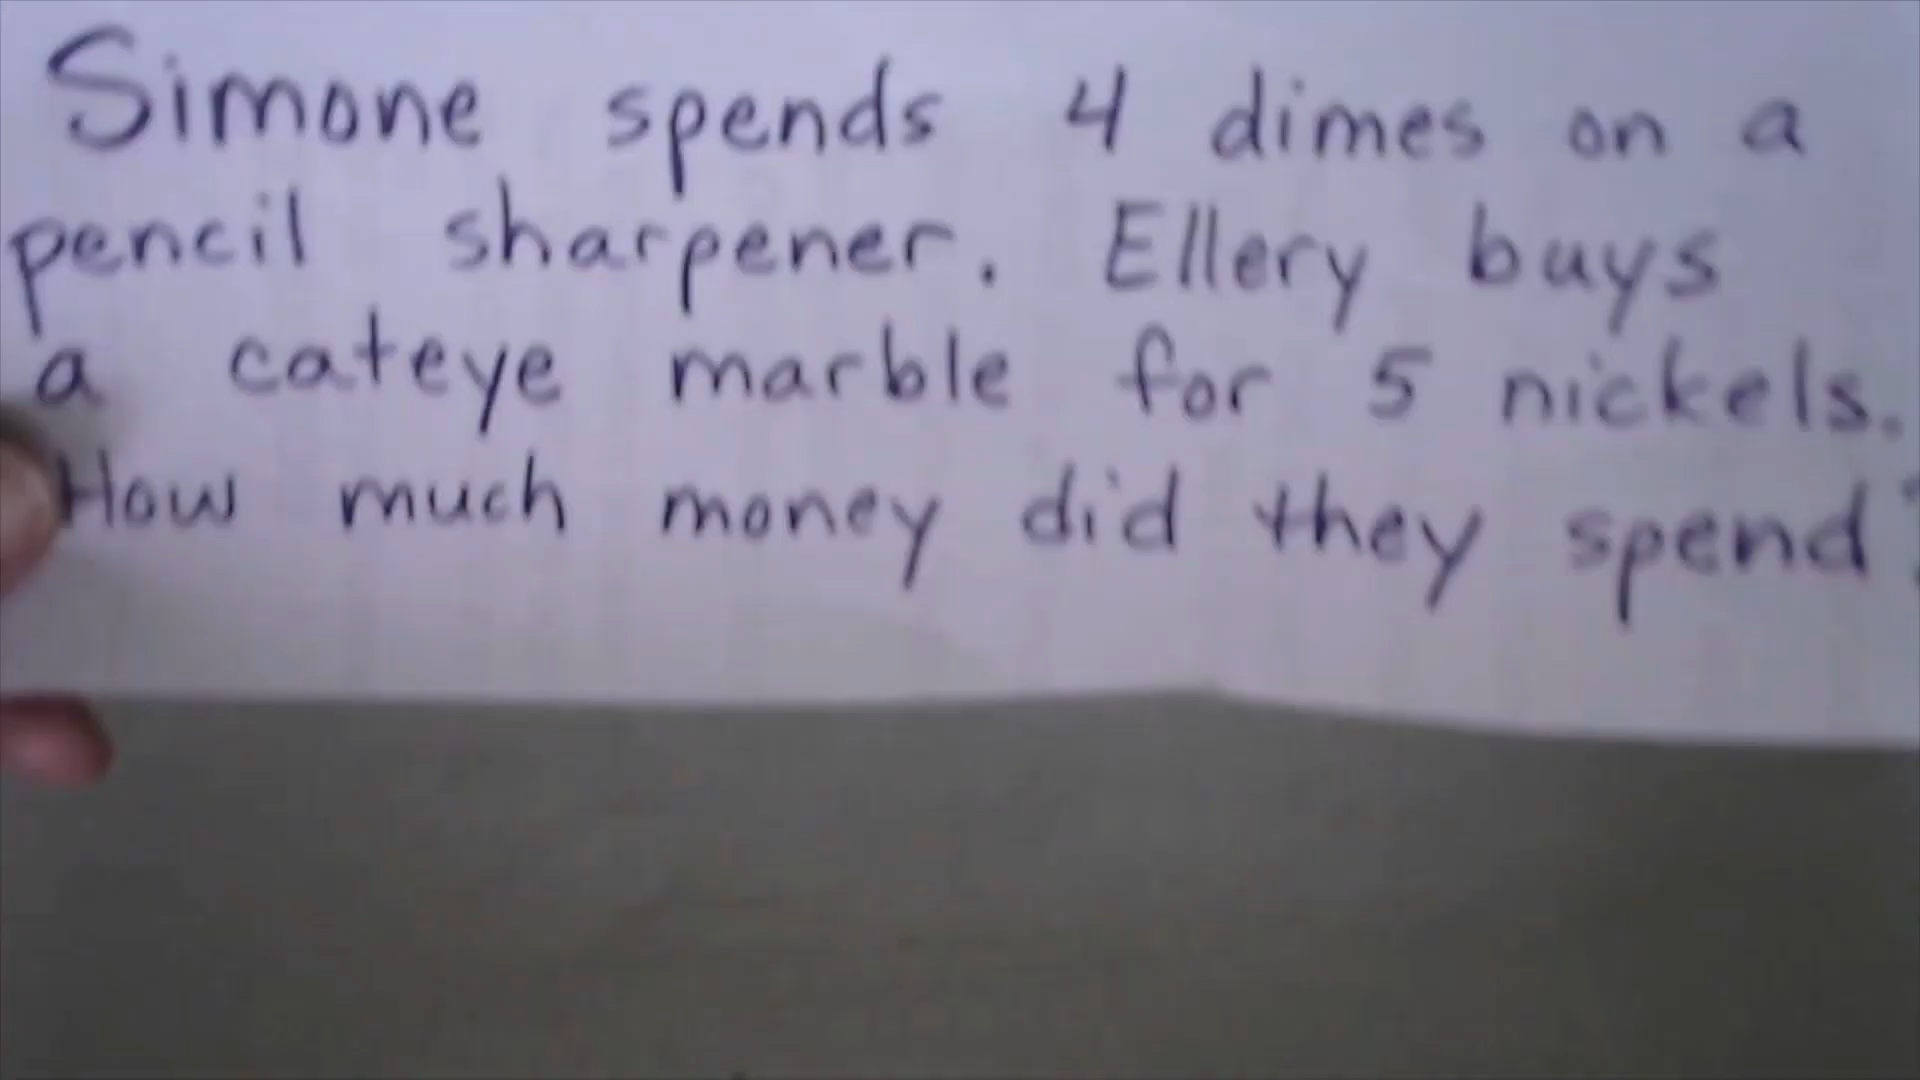 Simone spends 4 dimes on a
pencil sharpener. Ellery buys
a cateye marble for 5 nickels.
How much money did they spend?